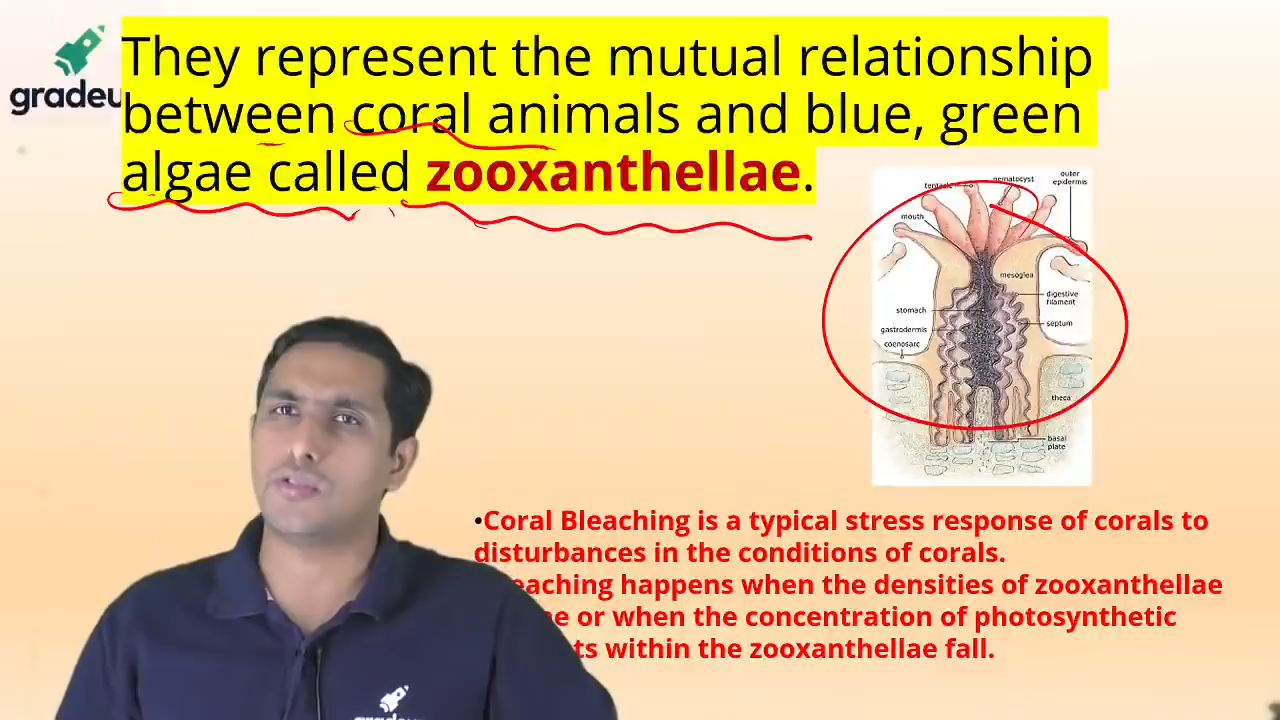 They represent the mutual relationship
gradeu between coral animals and blue, green
algae called zooxanthellae.
tentacle nematocyst outer
epidermis
mouth
mesoglea
digestive
filament
stomach
septum
gastrodermis
coenosarc
theca
basal
plate
•Coral Bleaching is a typical stress response of corals to
disturbances in the conditions of corals.
happens when the densities of zooxanthellae
or when the concentration of photosynthetic
within the zooxanthellae fall.